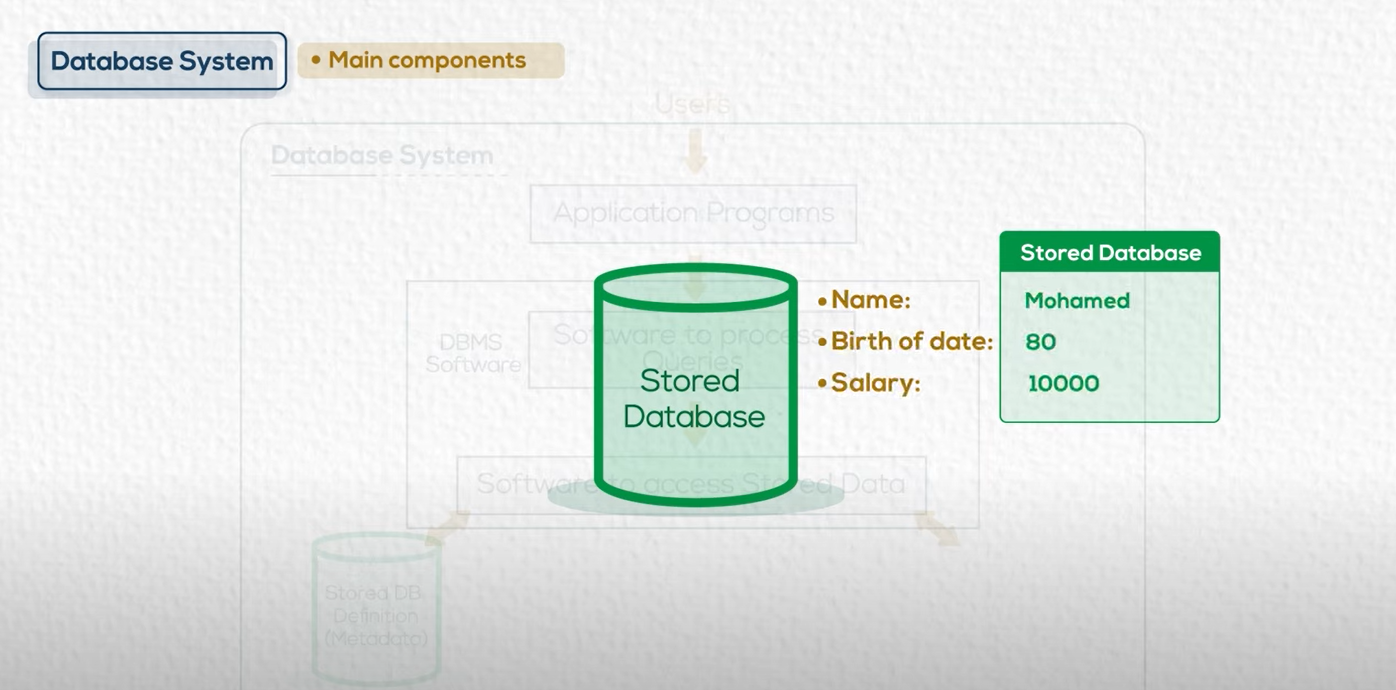 Database System
• Main components
Users
Database System
Application Programs
Stored Database
• Name: Mohamed
• Birth of date: 80
• Salary: 10000
DBMS
Software
Software to process
Queries
Stored
Database
Software to access Stored Data
Stored DB
Definition
(Metadata)